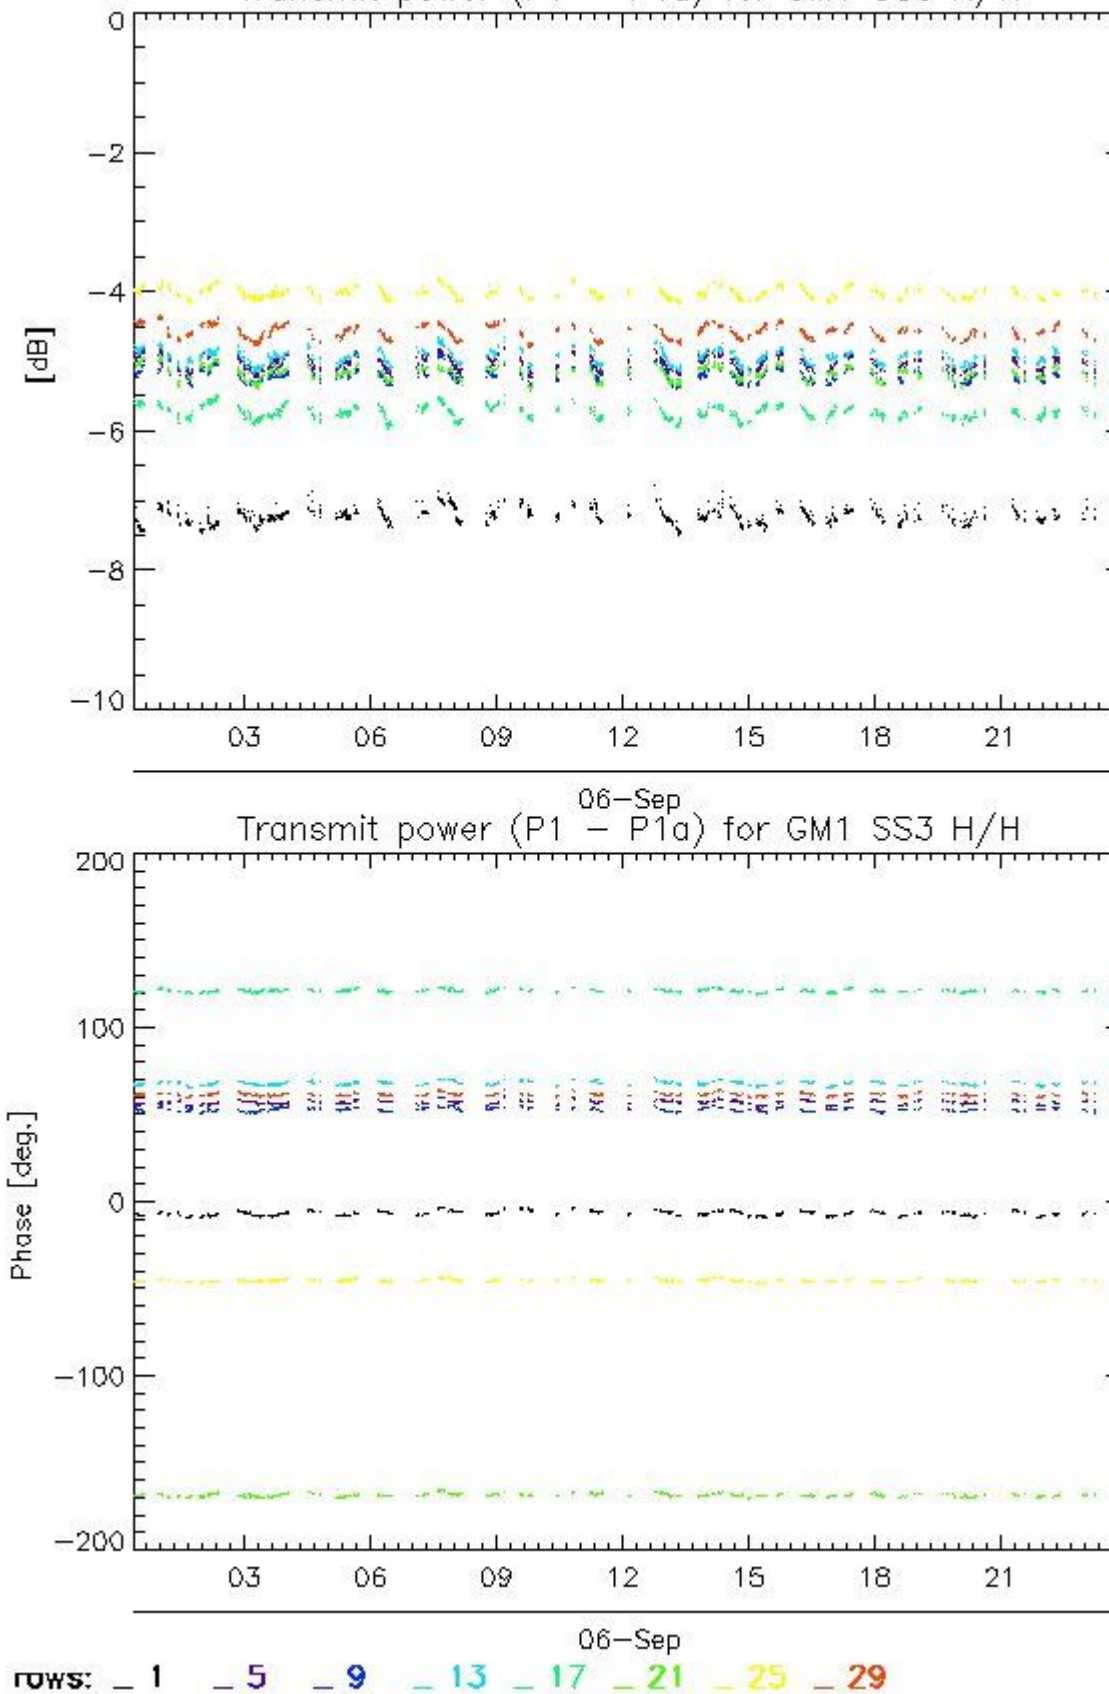 0
−2
−4
[dB]
−6
−8
−10
03 06 09 12 15 18 21
06−Sep
Transmit power (P1 − P1a) for GM1 SS3 H/H
200
100
0
Phase [deg.]
−100
−200
03 06 09 12 15 18 21
06−Sep
rows: _ 1 _ 5 _ 9 _ 13 _ 17 _ 21 _ 25 _ 29